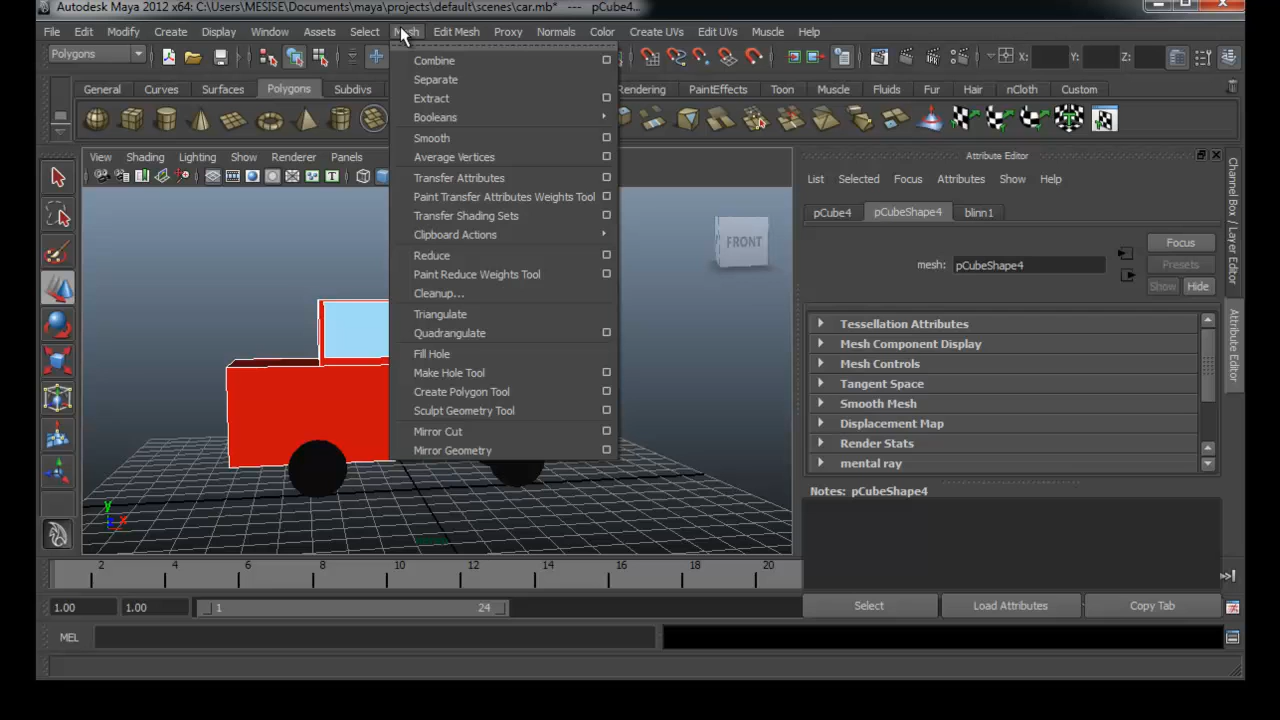 Autodesk Maya 2012 x64: C:\Users\MESISE\Documents\maya\projects\default\scenes\car.mb* --- pCube4...
File Edit Modify Create Display Window Assets Select Mesh Edit Mesh Proxy Normals Color Create UVs Edit UVs Muscle Help
Polygons
X: Y: Z:
General Curves Surfaces Polygons Subdivs Rendering PaintEffects Toon Muscle Fluids Fur Hair nCloth Custom
View Shading Lighting Show Renderer Panels
Combine
Separate
Extract
Booleans
Smooth
Average Vertices
Transfer Attributes
Paint Transfer Attributes Weights Tool
Transfer Shading Sets
Clipboard Actions
Reduce
Paint Reduce Weights Tool
Cleanup...
Triangulate
Quadrangulate
Fill Hole
Make Hole Tool
Create Polygon Tool
Sculpt Geometry Tool
Mirror Cut
Mirror Geometry
FRONT
y
x
Attribute Editor
List Selected Focus Attributes Show Help
pCube4 pCubeShape4 blinn1
mesh: pCubeShape4
Focus
Presets
Show Hide
Tessellation Attributes
Mesh Component Display
Mesh Controls
Tangent Space
Smooth Mesh
Displacement Map
Render Stats
mental ray
Notes: pCubeShape4
Select Load Attributes Copy Tab
Channel Box / Layer Editor
Attribute Editor
2 4 6 8 10 12 14 16 18 20
1.00 1.00 1 24
MEL